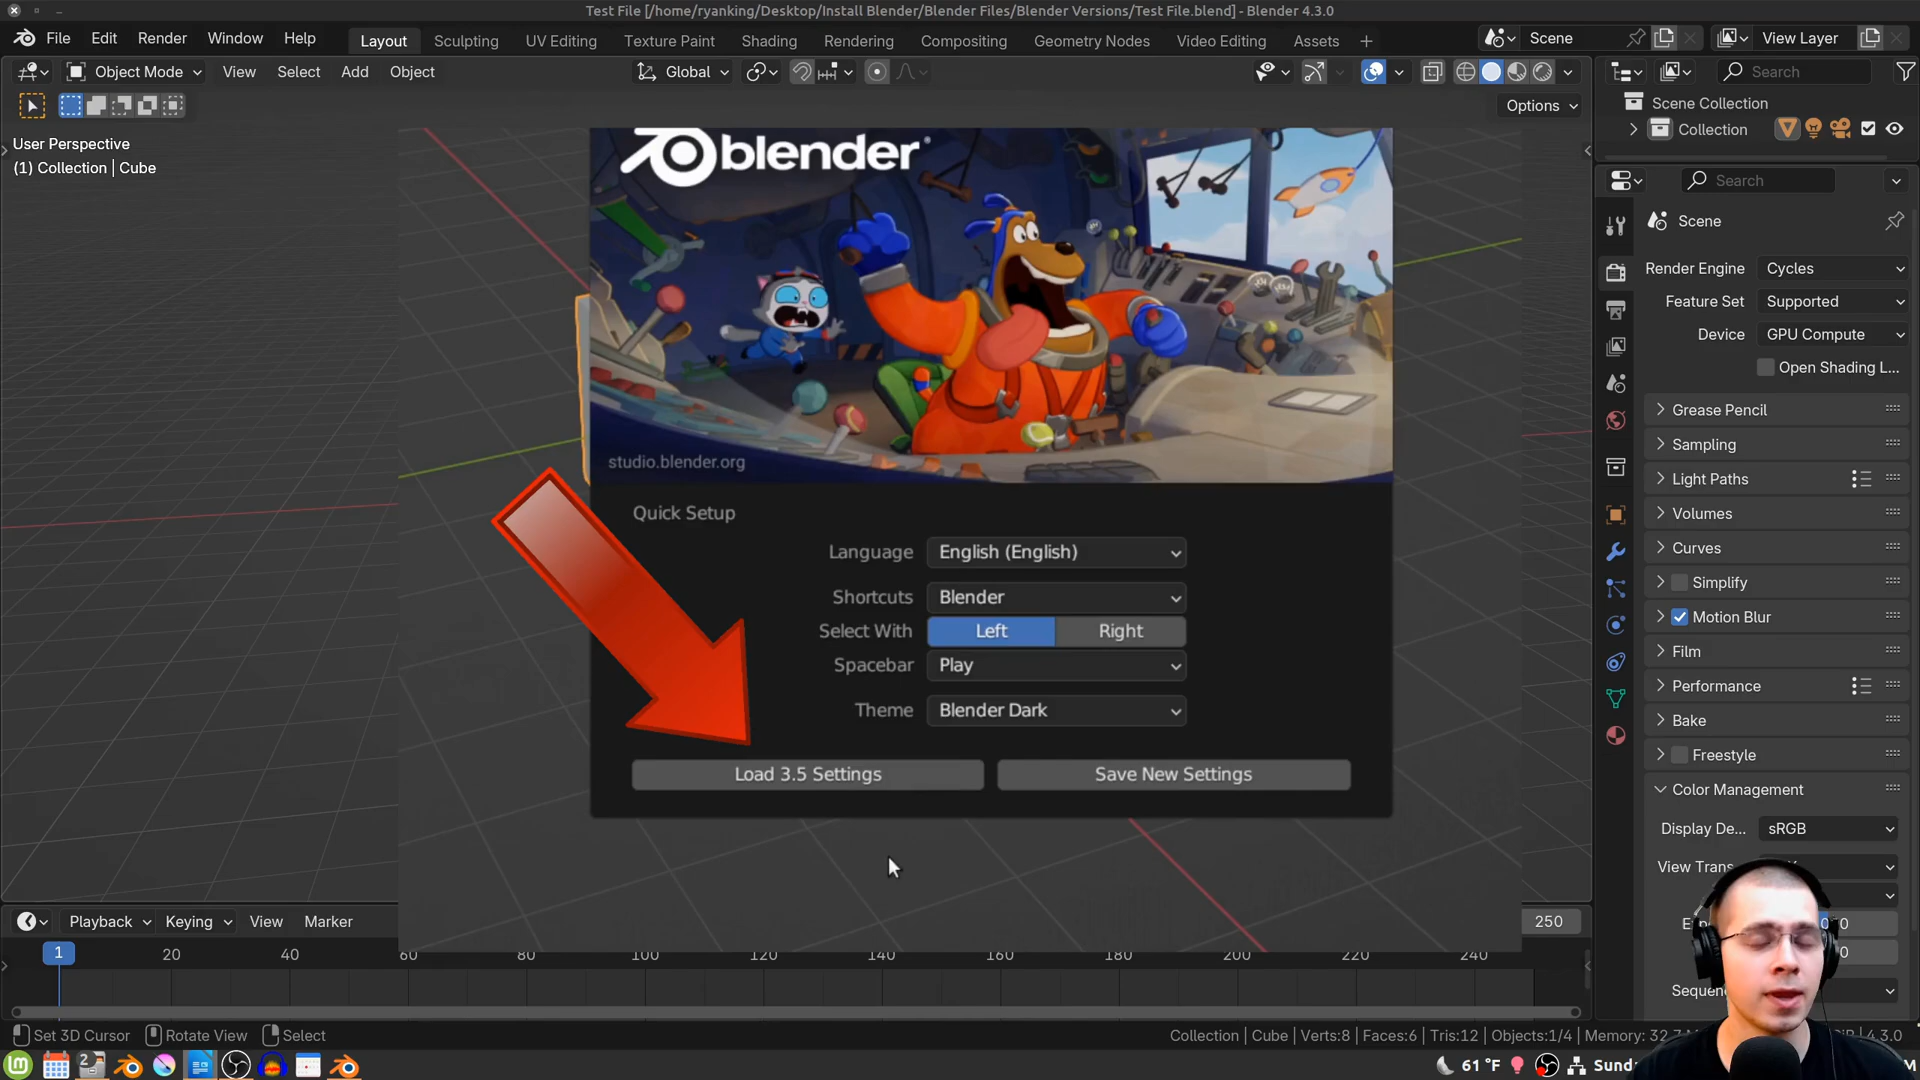 Test File [/home/ryanking/Desktop/Install Blender/Blender Files/Blender Versions/Test File.blend] - Blender 4.3.0
File Edit Render Window Help Layout Sculpting UV Editing Texture Paint Shading Rendering Compositing Geometry Nodes Video Editing Assets + Scene View Layer
Object Mode View Select Add Object Global Search
Options
Scene Collection
Collection
User Perspective
(1) Collection | Cube
blender
Search
Scene
Render Engine Cycles
Feature Set Supported
Device GPU Compute
Open Shading L...
Grease Pencil
Sampling
studio.blender.org
Light Paths
Quick Setup
Volumes
Language English (English)
Curves
Shortcuts Blender
Simplify
Select With Left Right
Motion Blur
Spacebar Play
Film
Performance
Theme Blender Dark
Bake
Freestyle
Load 3.5 Settings Save New Settings
Color Management
Display De... sRGB
View Trans
Playback Keying View Marker 250
1 20 40 60 80 100 120 140 160 180 200 220 240
Set 3D Cursor Rotate View Select Collection | Cube | Verts:8 | Faces:6 | Tris:12 | Objects:1/4 | Memory: 32.7 4.3.0
61 °F